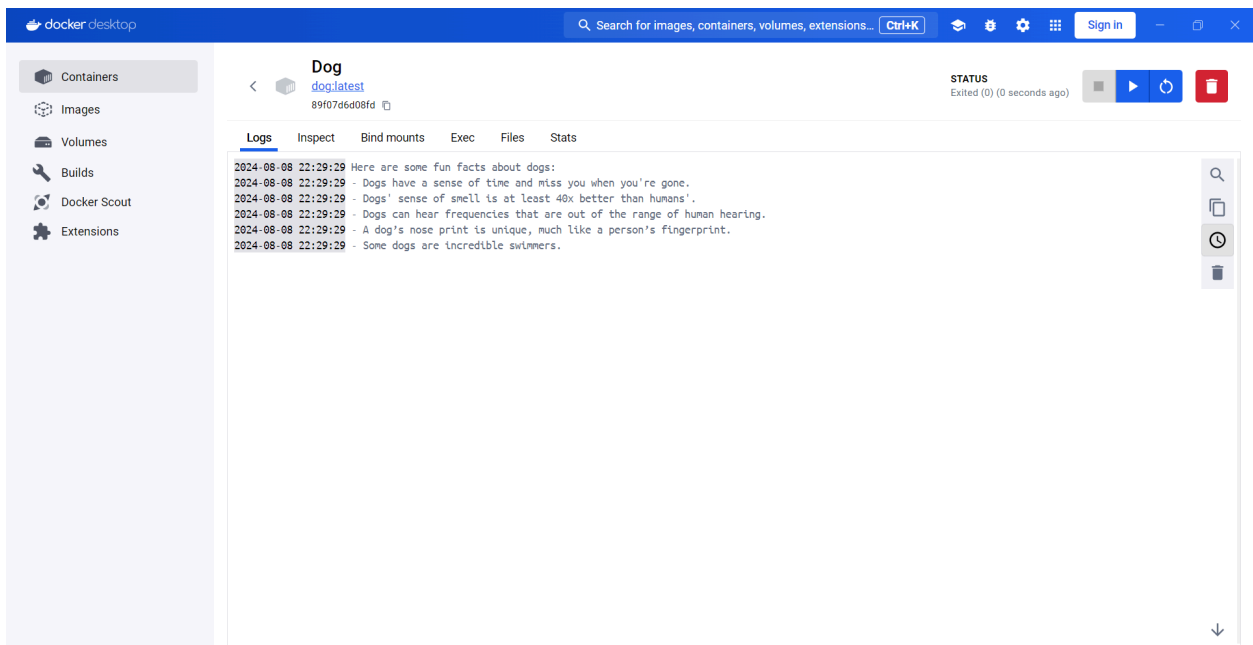 docker desktop
Search for images, containers, volumes, extensions... Ctrl+K
Sign in
Containers
Images
Volumes
Builds
Docker Scout
Extensions
Dog
dog:latest
89f07d6d08fd
STATUS
Exited (0) (0 seconds ago)
Logs Inspect Bind mounts Exec Files Stats
2024-08-08 22:29:29 Here are some fun facts about dogs:
2024-08-08 22:29:29 - Dogs have a sense of time and miss you when you're gone.
2024-08-08 22:29:29 - Dogs' sense of smell is at least 40x better than humans'.
2024-08-08 22:29:29 - Dogs can hear frequencies that are out of the range of human hearing.
2024-08-08 22:29:29 - A dog’s nose print is unique, much like a person’s fingerprint.
2024-08-08 22:29:29 - Some dogs are incredible swimmers.